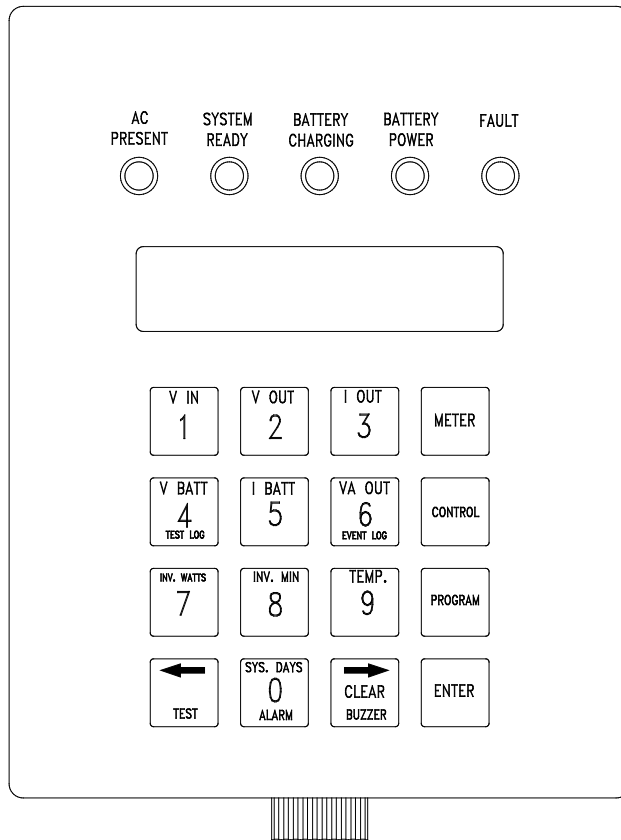 AC
PRESENT
SYSTEM
READY
BATTERY
CHARGING
BATTERY
POWER
FAULT
V IN
1
V OUT
2
I OUT
3
METER
V BATT
4
TEST LOG
I BATT
5
VA OUT
6
EVENT LOG
CONTROL
INV. WATTS
7
INV. MIN
8
TEMP.
9
PROGRAM
TEST
SYS. DAYS
0
ALARM
CLEAR
BUZZER
ENTER